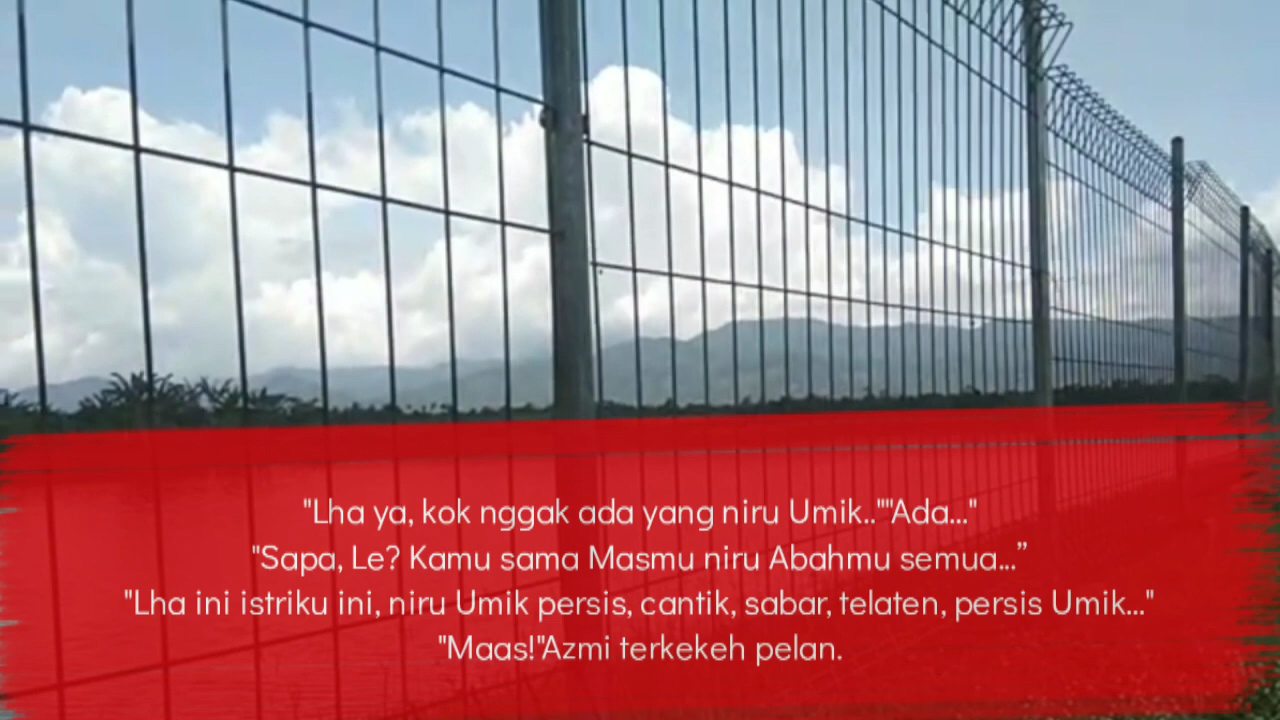 "Lha ya, kok nggak ada yang niru Umik..""Ada..."
"Sapa, Le? Kamu sama Masmu niru Abahmu semua...”
"Lha ini istriku ini, niru Umik persis, cantik, sabar, telaten, persis Umik..."
"Maas!"Azmi terkekeh pelan.